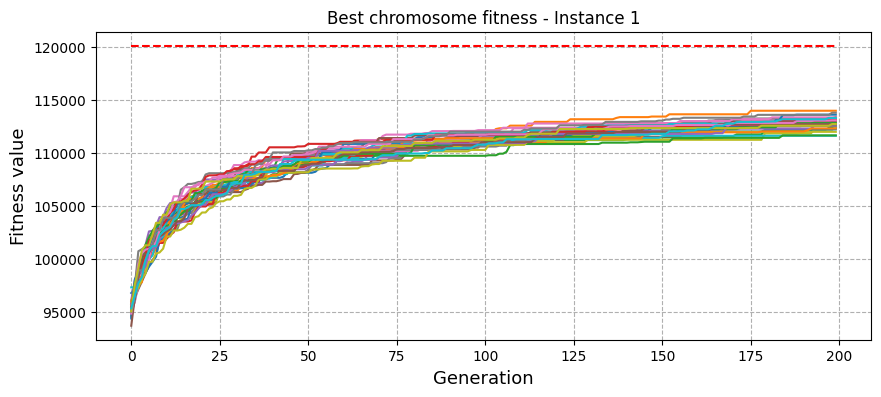 Best chromosome fitness - Instance 1
Fitness value
120000
115000
110000
105000
100000
95000
0 25 50 75 100 125 150 175 200
Generation